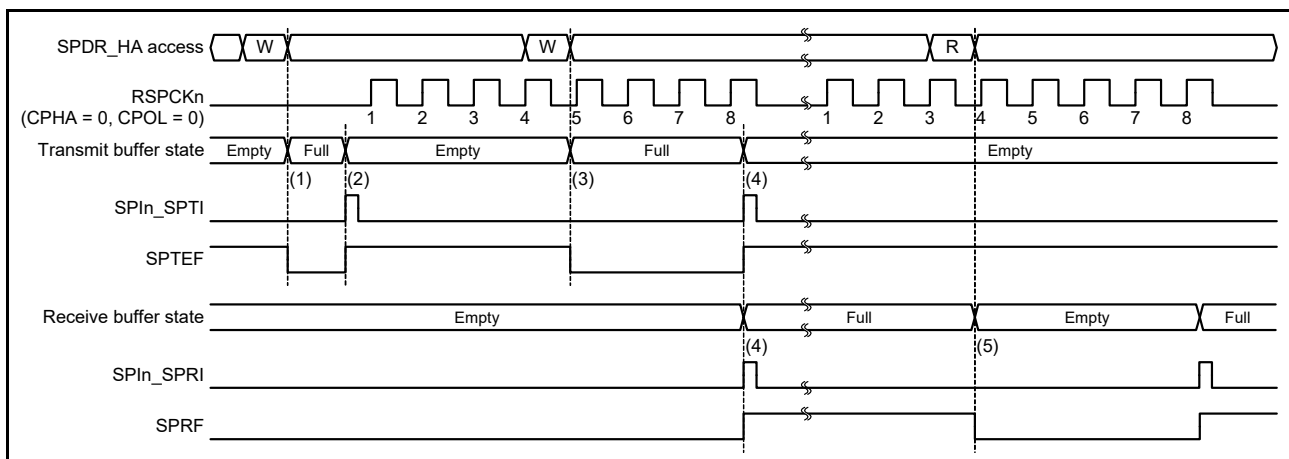 SPDR_HA access W W R
RSPCKn
(CPHA = 0, CPOL = 0)
1 2 3 4 5 6 7 8 1 2 3 4 5 6 7 8
Transmit buffer state Empty Full Empty Full Empty
(1) (2) (3) (4)
SPIn_SPTI
SPTEF
Receive buffer state Empty Full Empty Full
(4) (5)
SPIn_SPRI
SPRF